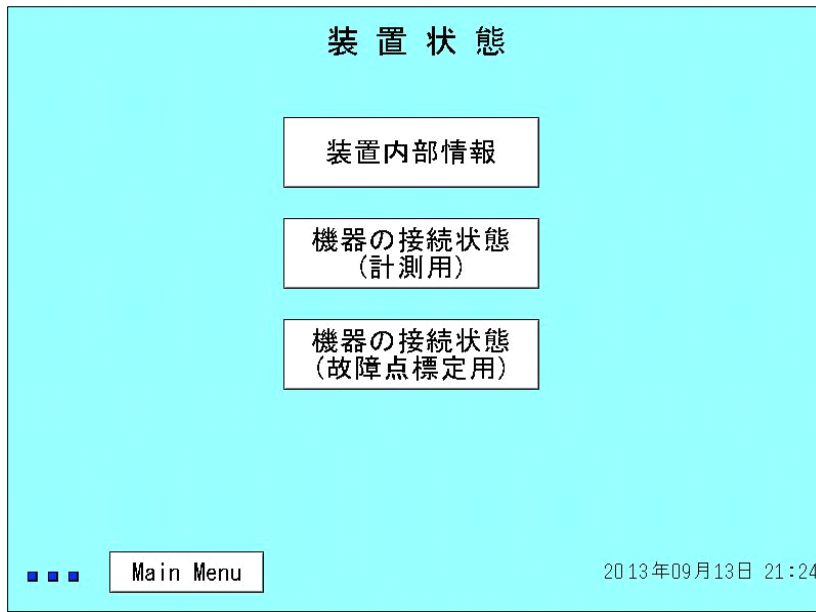 装置状態
装置内部情報
機器の接続状態
(計測用)
機器の接続状態
(故障点標定用)
Main Menu
2013年09月13日 21:24